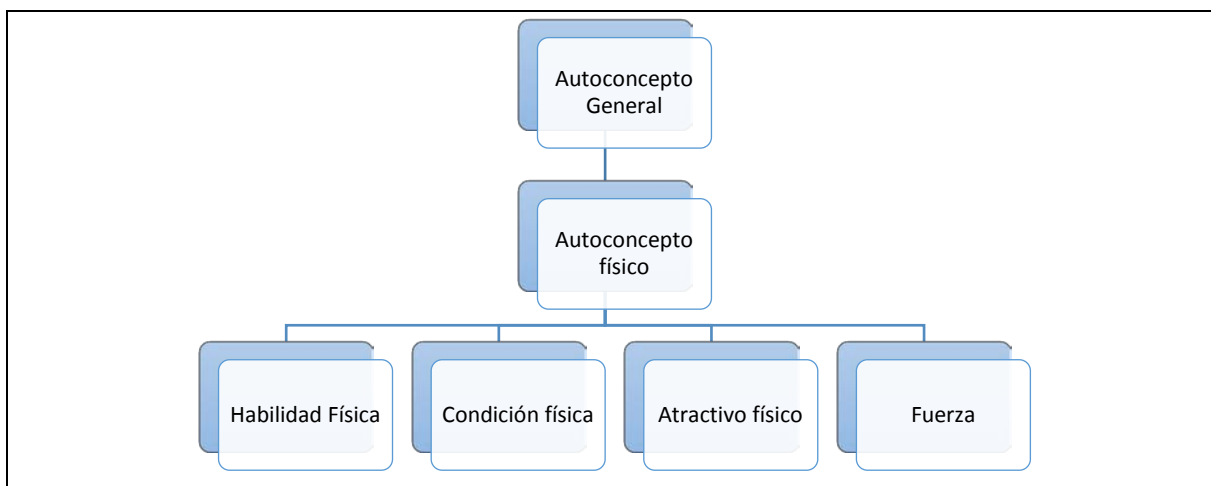 Autoconcepto
General
Autoconcepto
físico
Habilidad Física
Condición física
Atractivo físico
Fuerza